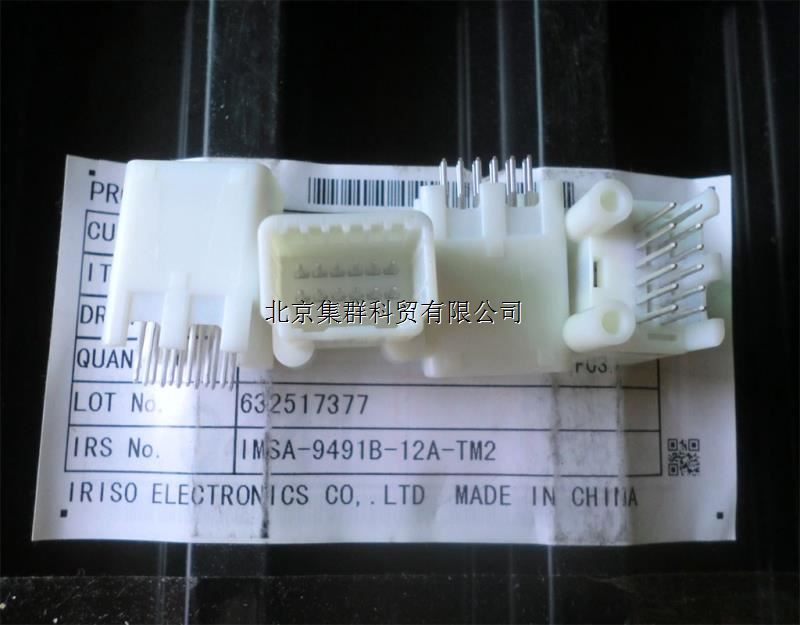 PR
CU
IT
DR
北京集群科贸有限公司
QUAN
LOT No. 632517377
IRS No. IMSA-9491B-12A-TM2
IRISO ELECTRONICS CO,.LTD MADE IN CHINA